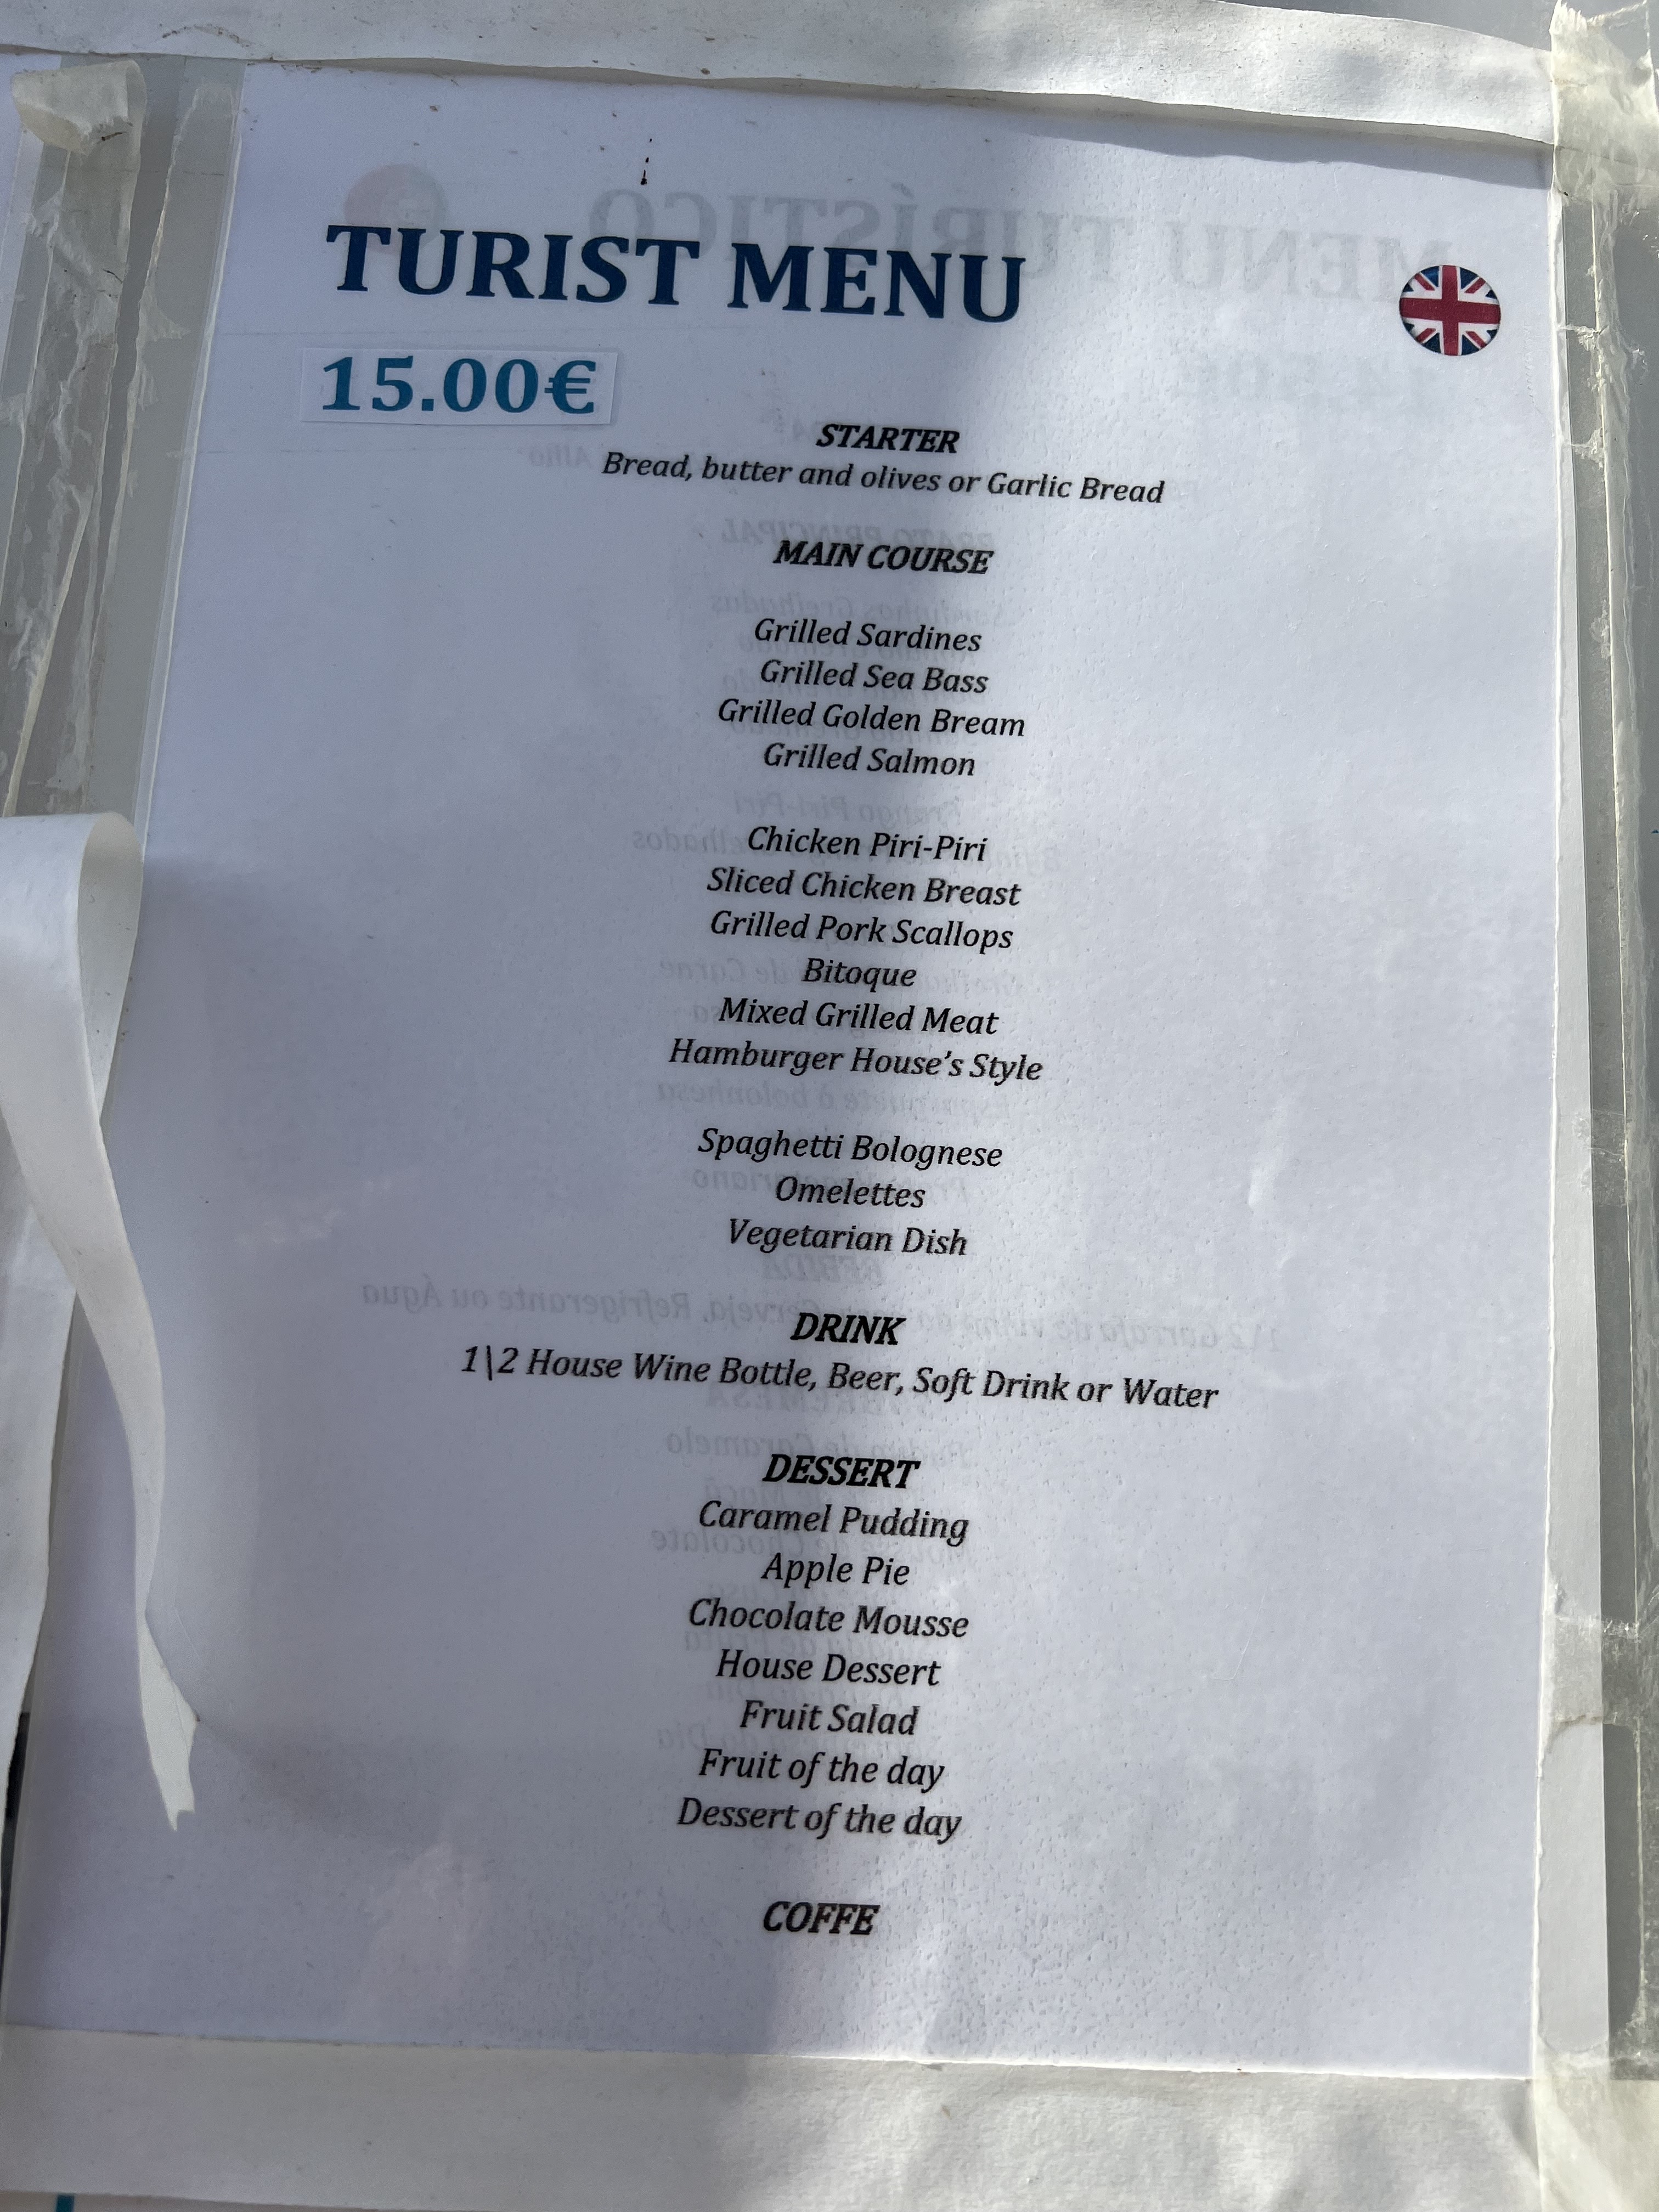 TURIST MENU
15.00€
STARTER
Bread, butter and olives or Garlic Bread
MAIN COURSE
Grilled Sardines
Grilled Sea Bass
Grilled Golden Bream
Grilled Salmon
Chicken Piri-Piri
Sliced Chicken Breast
Grilled Pork Scallops
Bitoque
Mixed Grilled Meat
Hamburger House's Style
Spaghetti Bolognese
Omelettes
Vegetarian Dish
DRINK
1\2 House Wine Bottle, Beer, Soft Drink or Water
DESSERT
Caramel Pudding
Apple Pie
Chocolate Mousse
House Dessert
Fruit Salad
Fruit of the day
Dessert of the day
COFFE